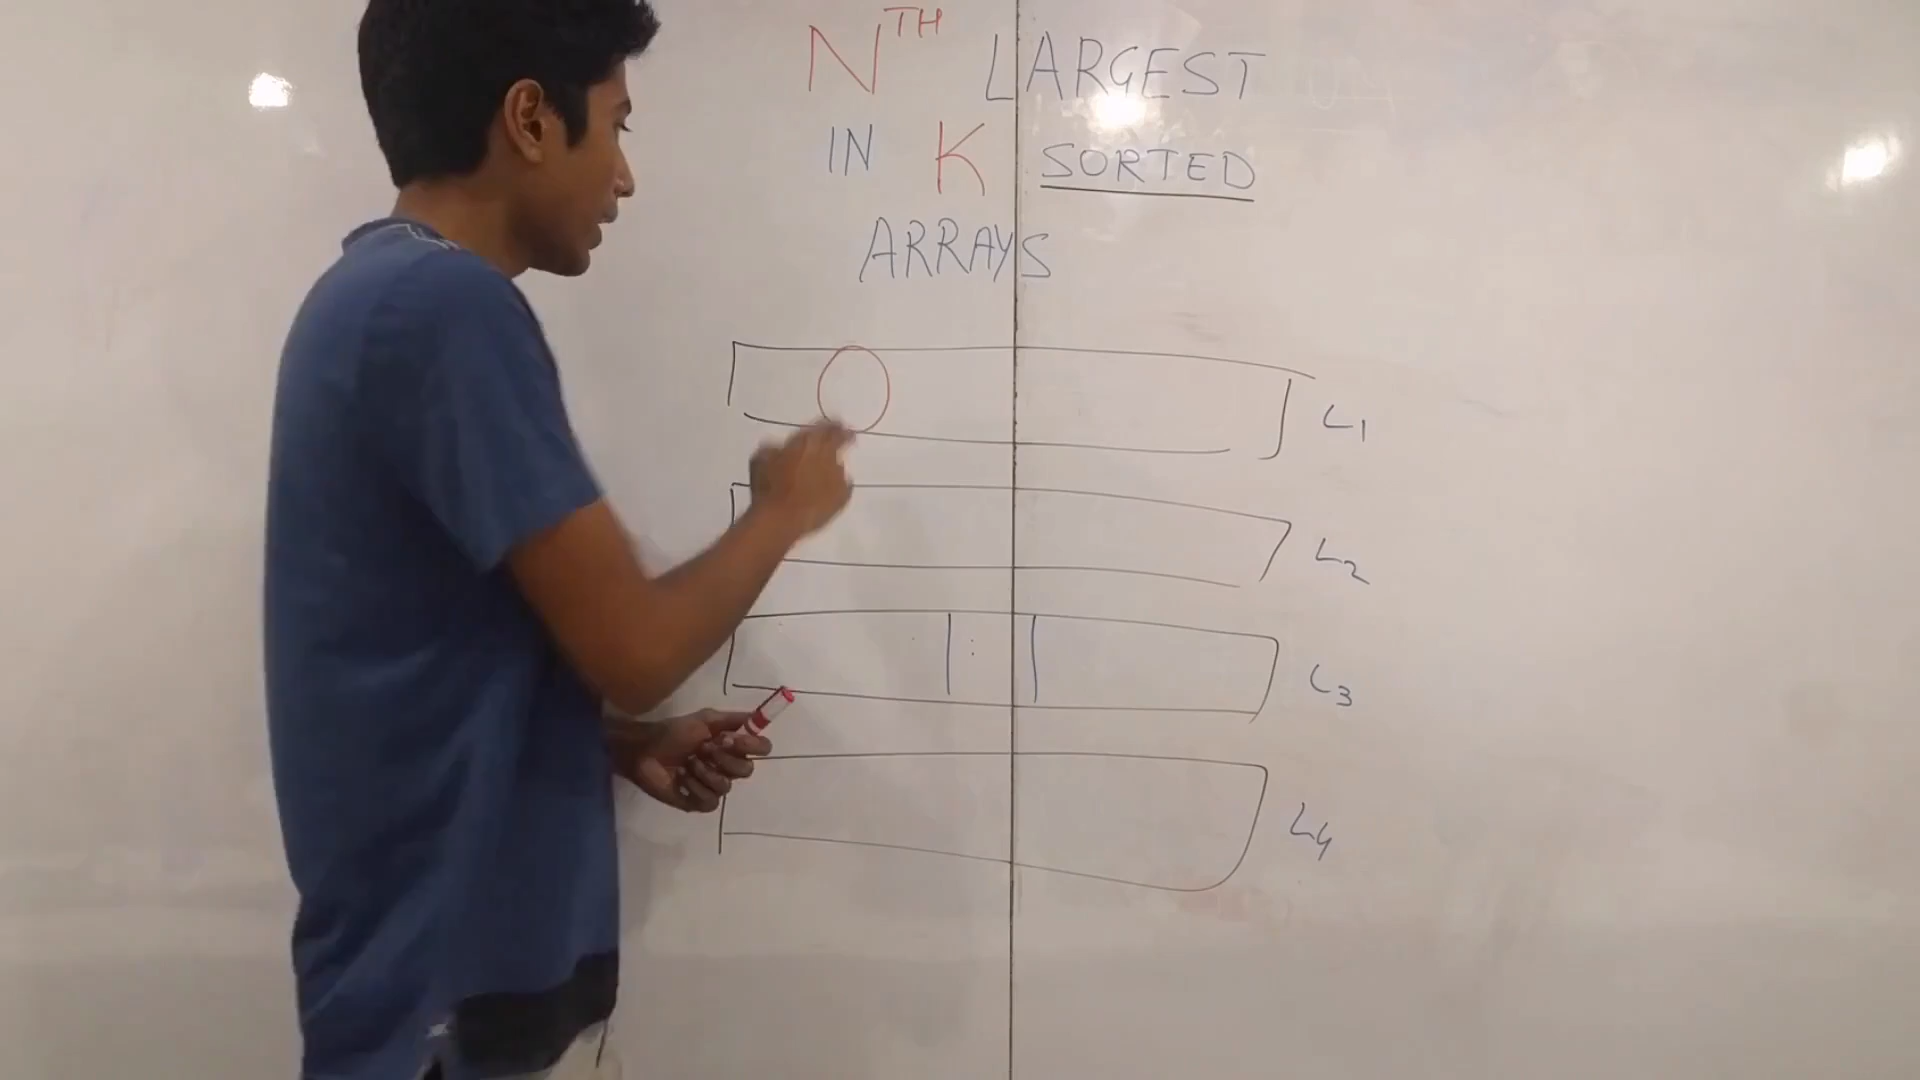 NTH LARGEST
IN K SORTED
ARRAYS
L1
L2
L3
L4